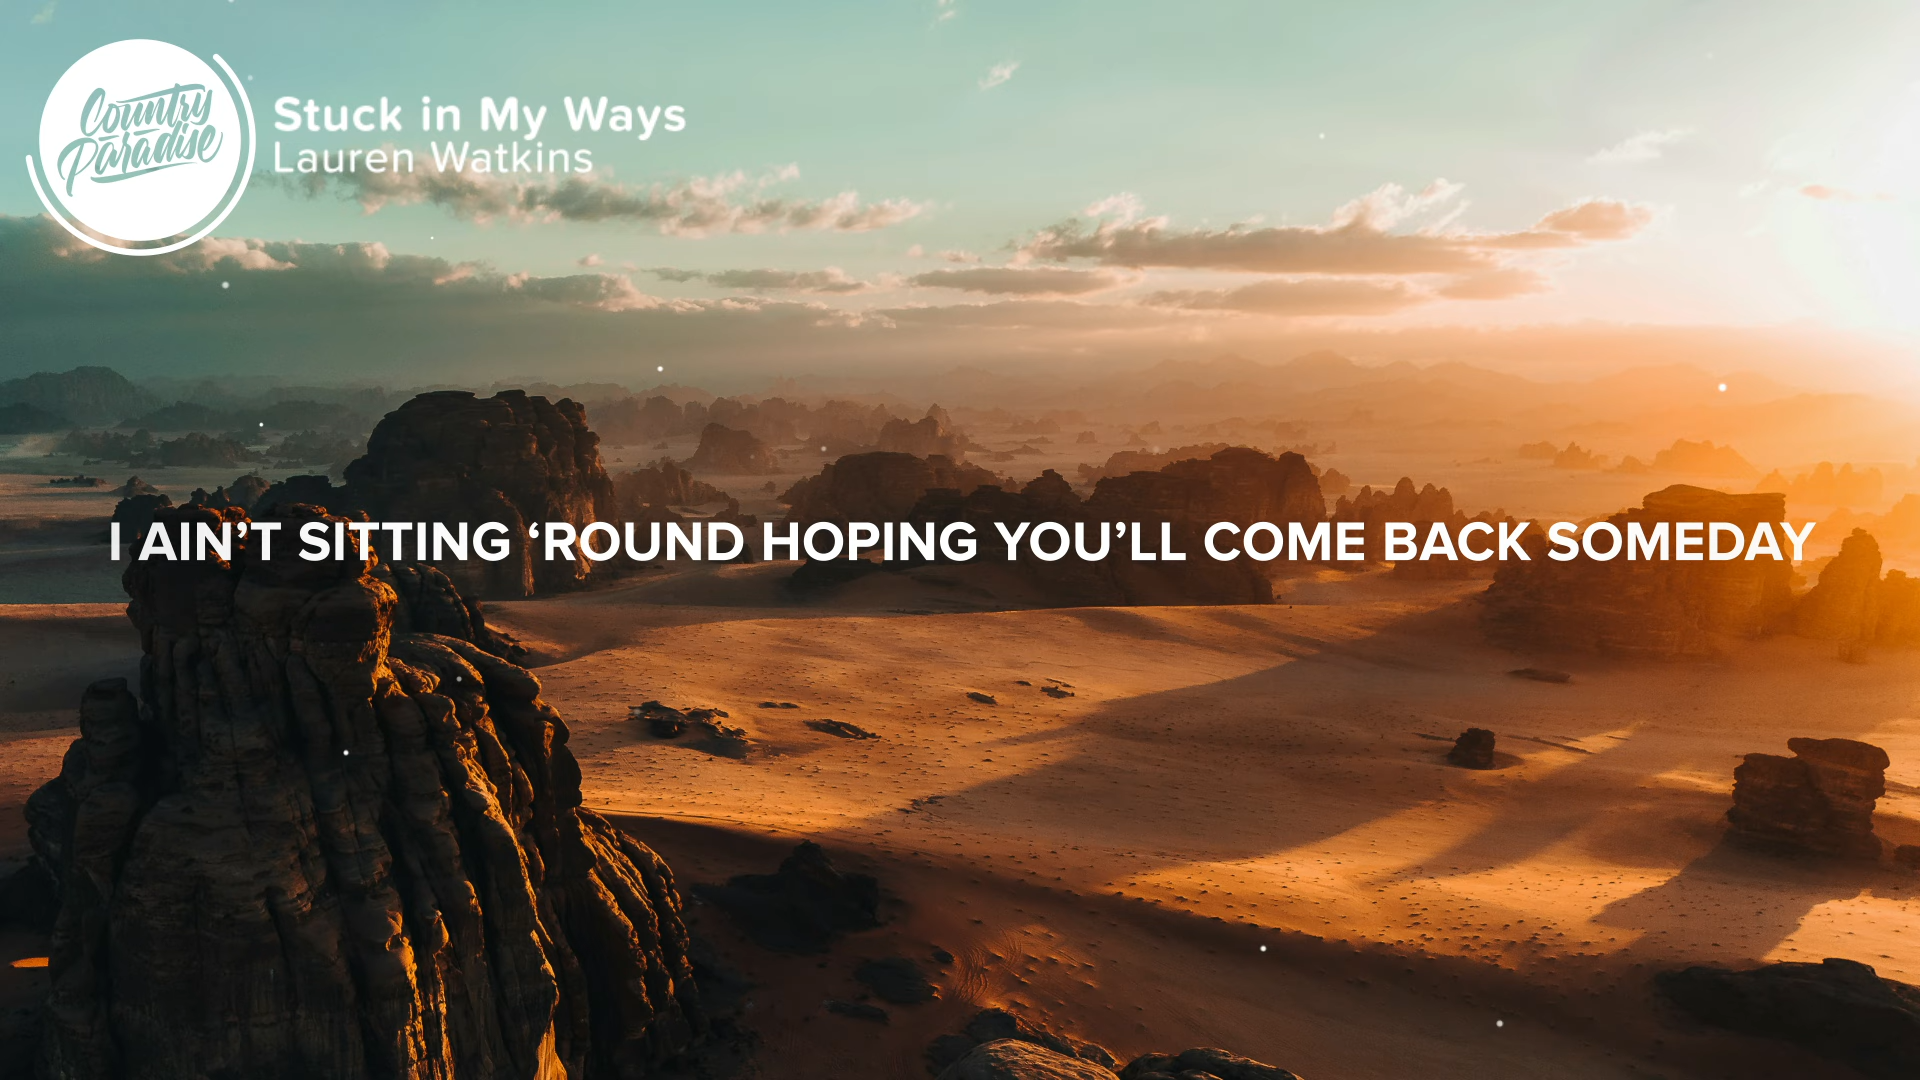 Country
Paradise
Stuck in My Ways
Lauren Watkins
I AIN’T SITTING ‘ROUND HOPING YOU’LL COME BACK SOMEDAY